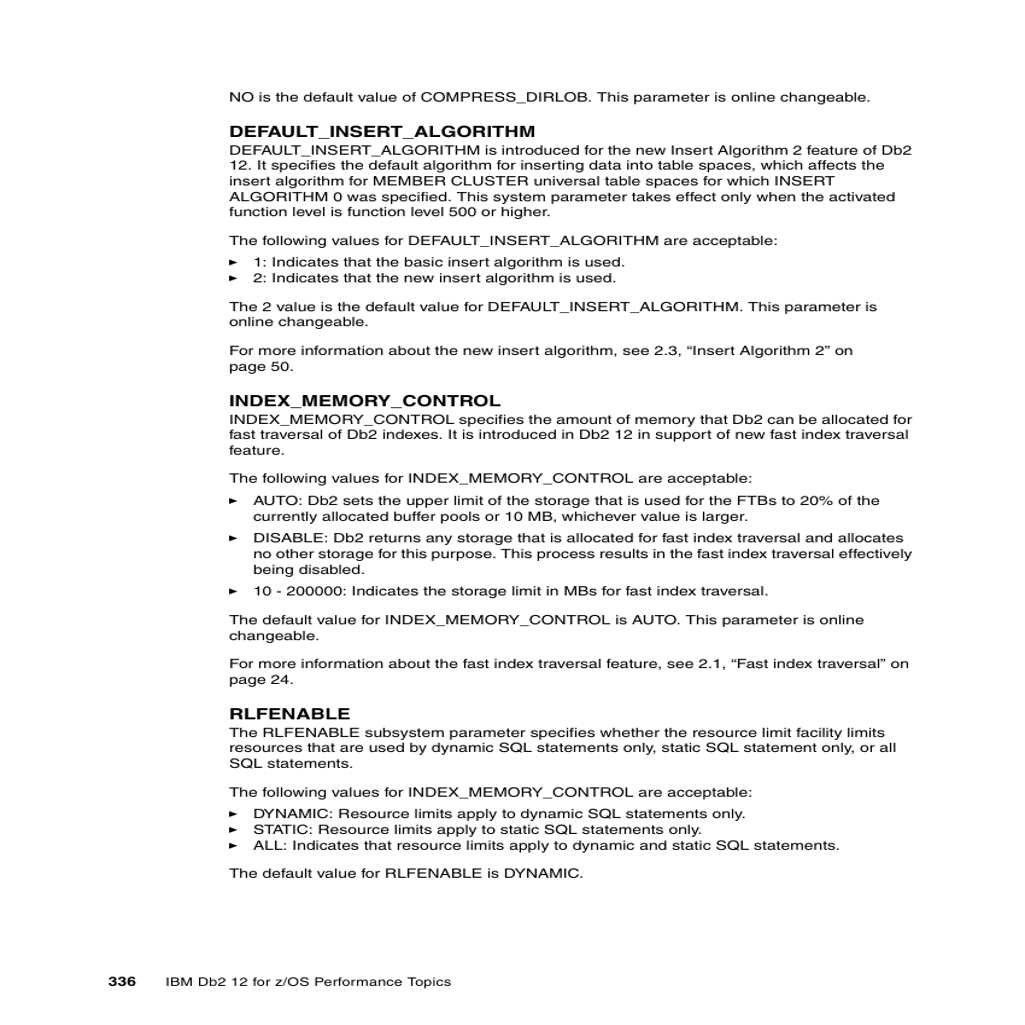 NO is the default value of COMPRESS_DIRLOB. This parameter is online changeable.
DEFAULT_INSERT_ALGORITHM
DEFAULT_INSERT_ALGORITHM is introduced for the new Insert Algorithm 2 feature of Db2
12. It specifies the default algorithm for inserting data into table spaces, which affects the
insert algorithm for MEMBER CLUSTER universal table spaces for which INSERT
ALGORITHM 0 was specified. This system parameter takes effect only when the activated
function level is function level 500 or higher.
The following values for DEFAULT_INSERT_ALGORITHM are acceptable:
► 1: Indicates that the basic insert algorithm is used.
► 2: Indicates that the new insert algorithm is used.
The 2 value is the default value for DEFAULT_INSERT_ALGORITHM. This parameter is
online changeable.
For more information about the new insert algorithm, see 2.3, “Insert Algorithm 2” on
page 50.
INDEX_MEMORY_CONTROL
INDEX_MEMORY_CONTROL specifies the amount of memory that Db2 can be allocated for
fast traversal of Db2 indexes. It is introduced in Db2 12 in support of new fast index traversal
feature.
The following values for INDEX_MEMORY_CONTROL are acceptable:
► AUTO: Db2 sets the upper limit of the storage that is used for the FTBs to 20% of the
currently allocated buffer pools or 10 MB, whichever value is larger.
► DISABLE: Db2 returns any storage that is allocated for fast index traversal and allocates
no other storage for this purpose. This process results in the fast index traversal effectively
being disabled.
► 10 - 200000: Indicates the storage limit in MBs for fast index traversal.
The default value for INDEX_MEMORY_CONTROL is AUTO. This parameter is online
changeable.
For more information about the fast index traversal feature, see 2.1, “Fast index traversal” on
page 24.
RLFENABLE
The RLFENABLE subsystem parameter specifies whether the resource limit facility limits
resources that are used by dynamic SQL statements only, static SQL statement only, or all
SQL statements.
The following values for INDEX_MEMORY_CONTROL are acceptable:
► DYNAMIC: Resource limits apply to dynamic SQL statements only.
► STATIC: Resource limits apply to static SQL statements only.
► ALL: Indicates that resource limits apply to dynamic and static SQL statements.
The default value for RLFENABLE is DYNAMIC.
336 IBM Db2 12 for z/OS Performance Topics